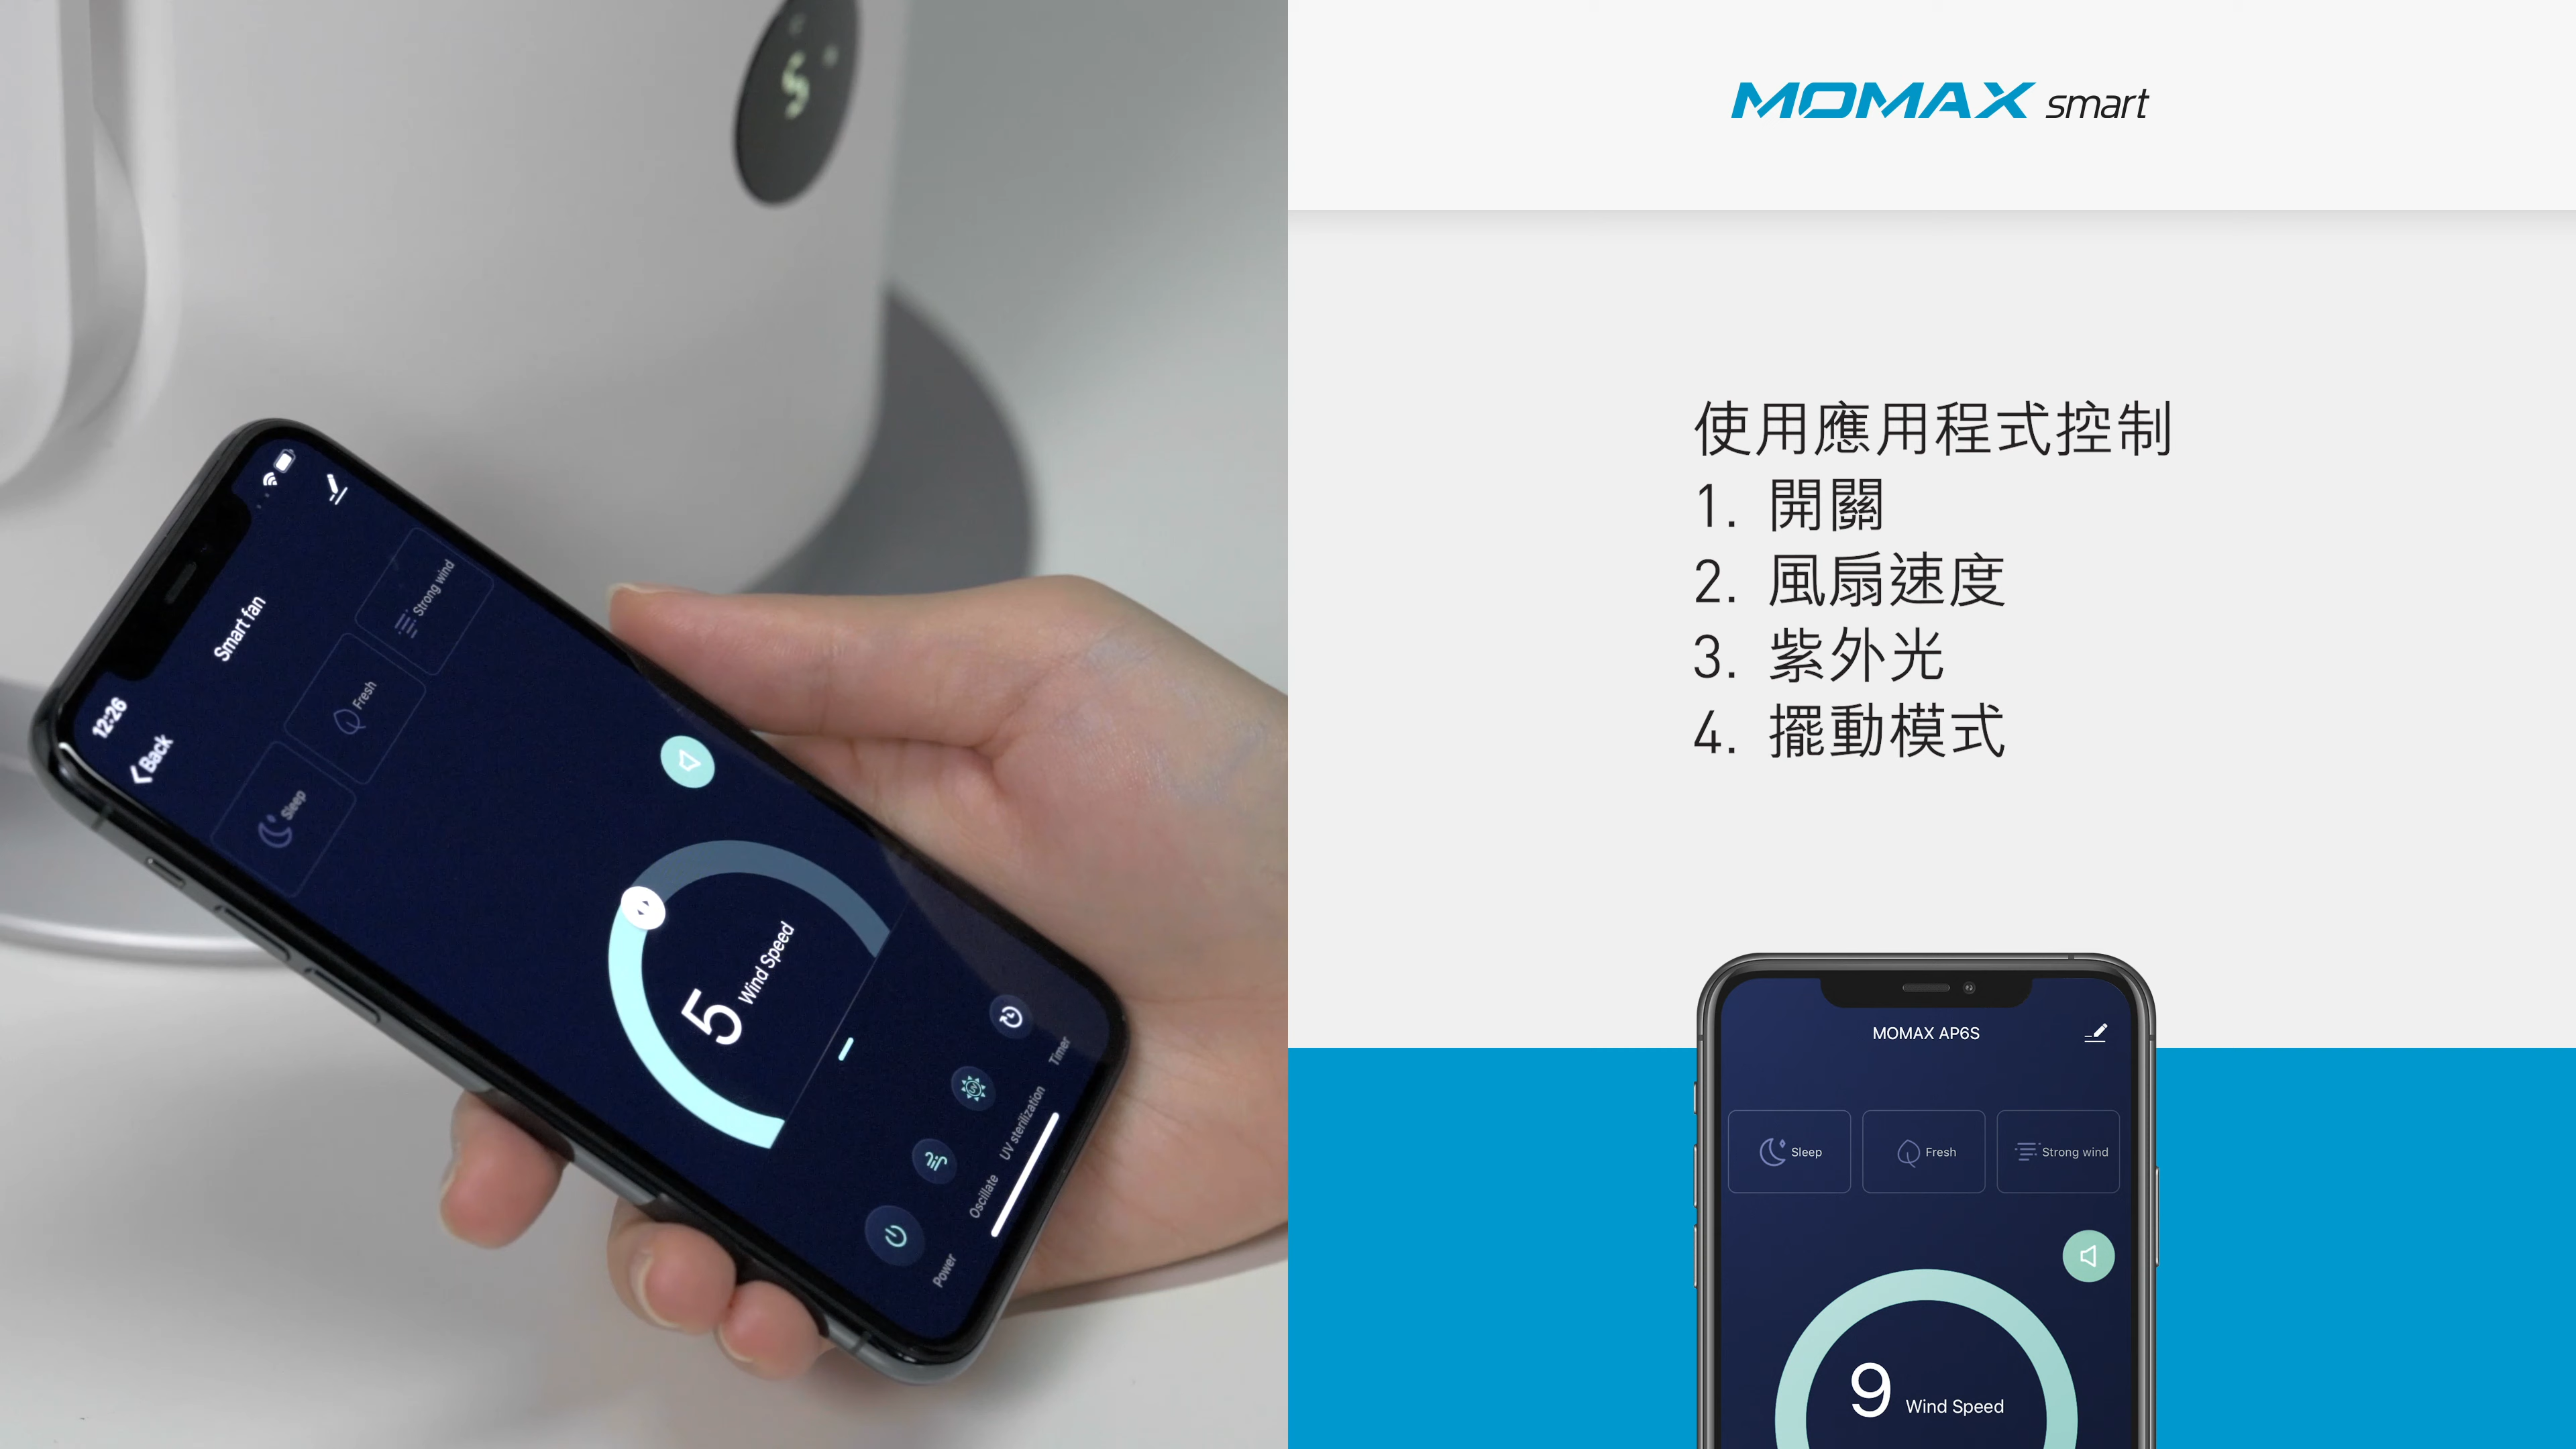 5
12:26
Back
Smart fan
Sleep
Fresh
Strong wind
5 Wind Speed
Power
Oscillate
UV sterilization
Timer
MOMAX smart
使用應用程式控制
1. 開關
2. 風扇速度
3. 紫外光
4. 擺動模式
MOMAX AP6S
Sleep
Fresh
Strong wind
9 Wind Speed